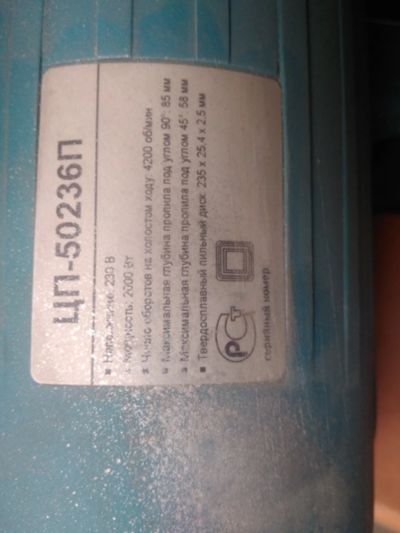 ЦП-50236П
Напряжение: 230 В
Мощность: 2000 Вт
Число оборотов на холостом ходу: 4200 об/мин
Максимальная глубина пропила под углом 90°: 85 мм
Максимальная глубина пропила под углом 45°: 58 мм
Твердосплавный пильный диск: 235 x 25.4 x 2.5 мм
РСТ
серийный номер